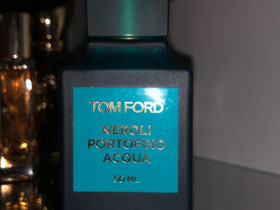 TOM FORD
NEROLI
PORTOFINO
ACQUA
50 ML